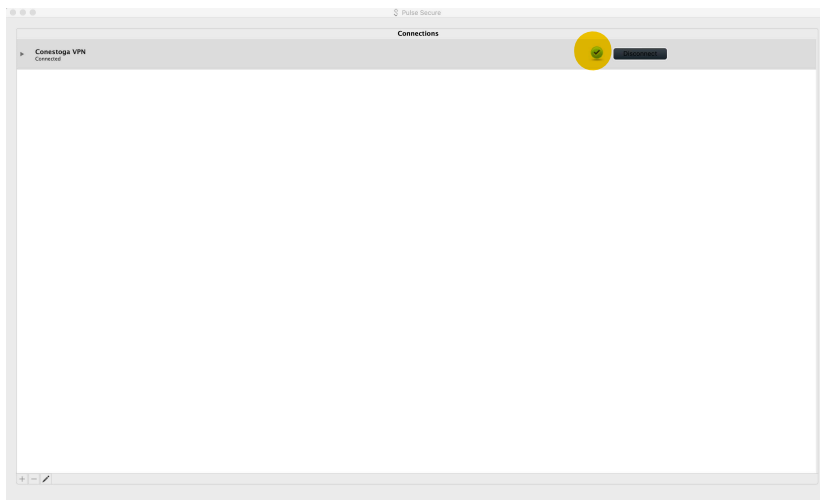 Pulse Secure
Connections
Conestoga VPN
Connected
Disconnect